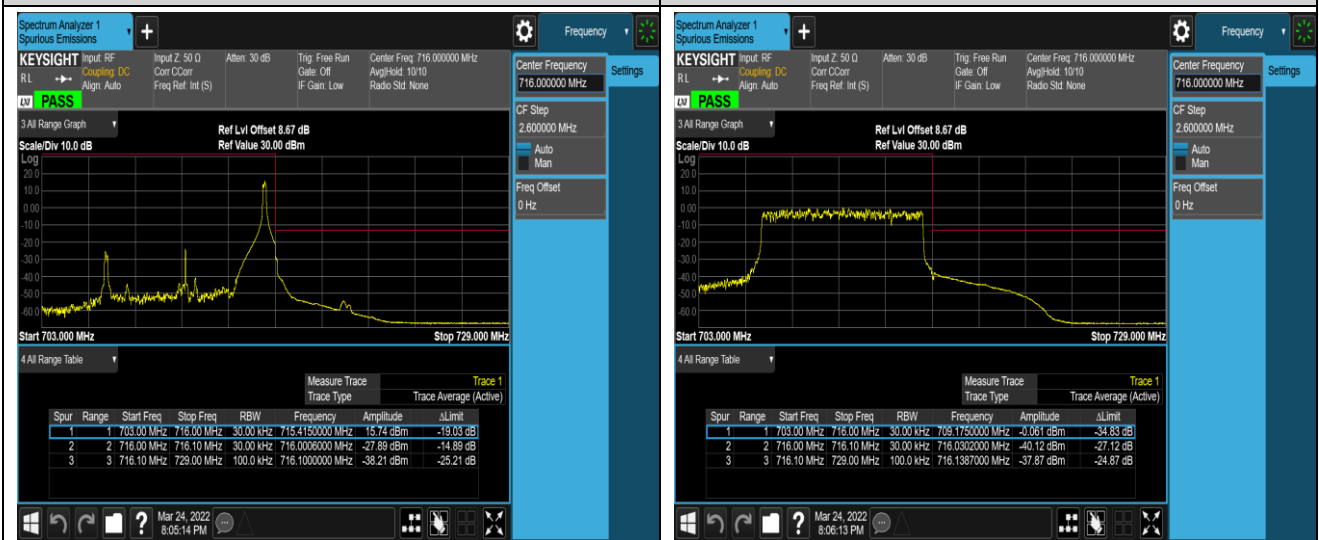 Spectrum Analyzer 1
Spurious Emissions
+
Frequency
KEYSIGHT
RL
Input: RF
Coupling: DC
Align: Auto
Input Z: 50 Ω
Corr CCorr
Freq Ref: Int (S)
Atten: 30 dB
Trig: Free Run
Gate: Off
IF Gain: Low
Center Freq: 716.000000 MHz
Avg|Hold: 10/10
Radio Std: None
LXI PASS
Center Frequency
716.000000 MHz
Settings
CF Step
2.600000 MHz
Auto
Man
Freq Offset
0 Hz
3 All Range Graph
Ref Lvl Offset 8.67 dB
Scale/Div 10.0 dB
Ref Value 30.00 dBm
Log
20.0
10.0
0.00
-10.0
-20.0
-30.0
-40.0
-50.0
-60.0
Start 703.000 MHz
Stop 729.000 MHz
4 All Range Table
Measure Trace Trace 1
Trace Type Trace Average (Active)
Spur Range Start Freq Stop Freq RBW Frequency Amplitude ΔLimit
1 1 703.00 MHz 716.00 MHz 30.00 kHz 715.4150000 MHz 15.74 dBm -19.03 dB
2 2 716.00 MHz 716.10 MHz 30.00 kHz 716.0006000 MHz -27.89 dBm -14.89 dB
3 3 716.10 MHz 729.00 MHz 100.0 kHz 716.1000000 MHz -38.21 dBm -25.21 dB
?
Mar 24, 2022
8:05:14 PM
Spectrum Analyzer 1
Spurious Emissions
+
Frequency
KEYSIGHT
RL
Input: RF
Coupling: DC
Align: Auto
Input Z: 50 Ω
Corr CCorr
Freq Ref: Int (S)
Atten: 30 dB
Trig: Free Run
Gate: Off
IF Gain: Low
Center Freq: 716.000000 MHz
Avg|Hold: 10/10
Radio Std: None
LXI PASS
Center Frequency
716.000000 MHz
Settings
CF Step
2.600000 MHz
Auto
Man
Freq Offset
0 Hz
3 All Range Graph
Ref Lvl Offset 8.67 dB
Scale/Div 10.0 dB
Ref Value 30.00 dBm
Log
20.0
10.0
0.00
-10.0
-20.0
-30.0
-40.0
-50.0
-60.0
Start 703.000 MHz
Stop 729.000 MHz
4 All Range Table
Measure Trace Trace 1
Trace Type Trace Average (Active)
Spur Range Start Freq Stop Freq RBW Frequency Amplitude ΔLimit
1 1 703.00 MHz 716.00 MHz 30.00 kHz 709.1750000 MHz -0.061 dBm -34.83 dB
2 2 716.00 MHz 716.10 MHz 30.00 kHz 716.0302000 MHz -40.12 dBm -27.12 dB
3 3 716.10 MHz 729.00 MHz 100.0 kHz 716.1387000 MHz -37.87 dBm -24.87 dB
?
Mar 24, 2022
8:06:13 PM